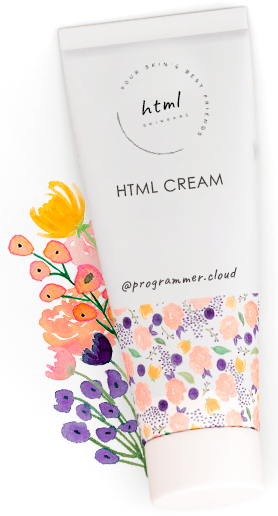 YOUR SKIN'S BEST FRIENDS
html
SKINCARE
HTML CREAM
@programmer.cloud